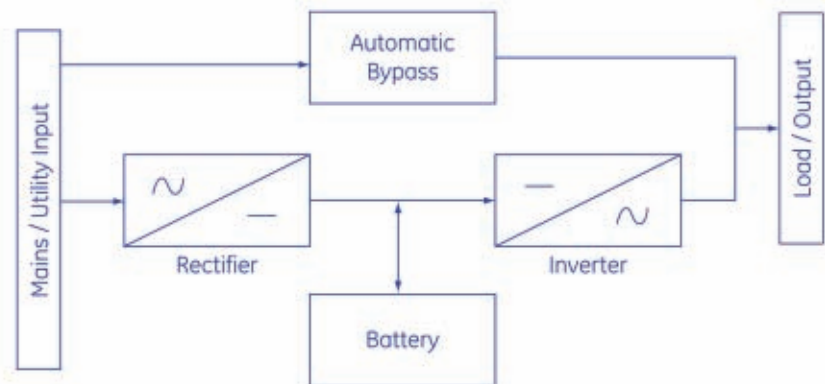 Mains / Utility Input
Automatic
Bypass
Rectifier
Inverter
Battery
Load / Output